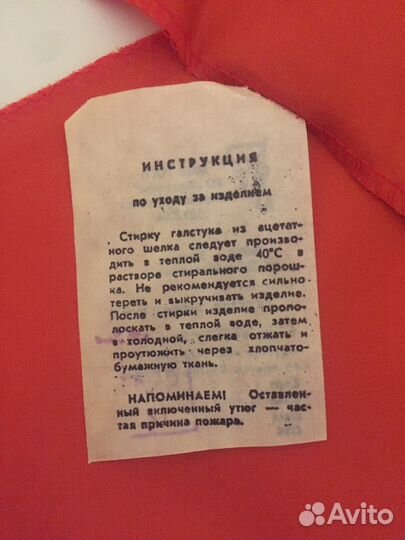 ИНСТРУКЦИЯ
по уходу за изделием
Стирку галстука из ацетат-
ного шелка следует произво-
дить в теплой воде 40°С в
растворе стирального порош-
ка. Не рекомендуется сильно
тереть и выкручивать изделие.
После стирки изделие пропо-
лоскать в теплой воде, затем
в холодной, слегка отжать и
проутюжить через хлопчато-
бумажную ткань.
НАПОМИНАЕМ! Оставлен-
ный включенный утюг — час-
тая причина пожара.
Avito